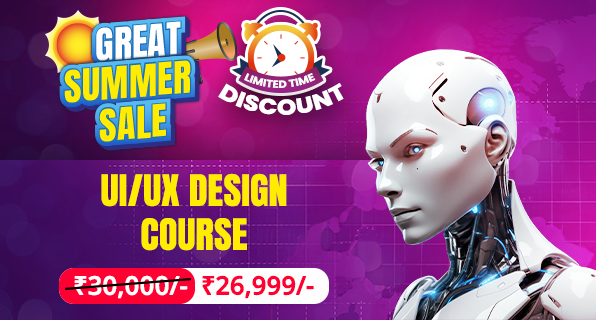 GREAT
SUMMER
SALE
LIMITED TIME
DISCOUNT
UI/UX DESIGN
COURSE
₹30,000/- ₹26,999/-